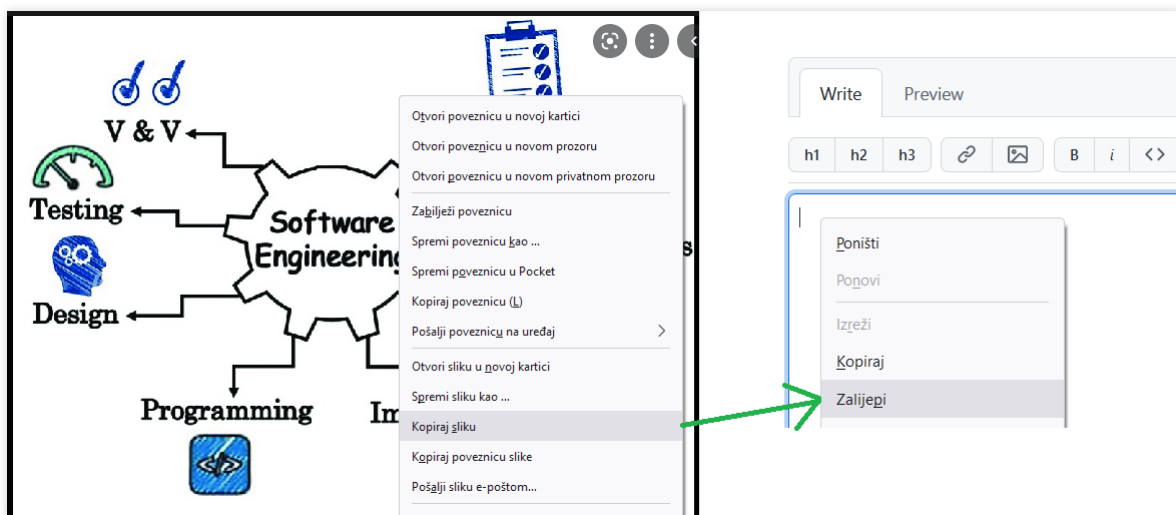 V & V
Testing
Software
Engineering
Design
Programming
Im
s
Otvori poveznicu u novoj kartici
Otvori poveznicu u novom prozoru
Otvori poveznicu u novom privatnom prozoru
Zabilježi poveznicu
Spremi poveznicu kao ...
Spremi poveznicu u Pocket
Kopiraj poveznicu (L)
Pošalji poveznicu na uređaj
Otvori sliku u novoj kartici
Spremi sliku kao ...
Kopiraj sliku
Kopiraj poveznicu slike
Pošalji sliku e-poštom...
Write Preview
h1 h2 h3 B i <>
Poništi
Ponovi
Izreži
Kopiraj
Zalijepi